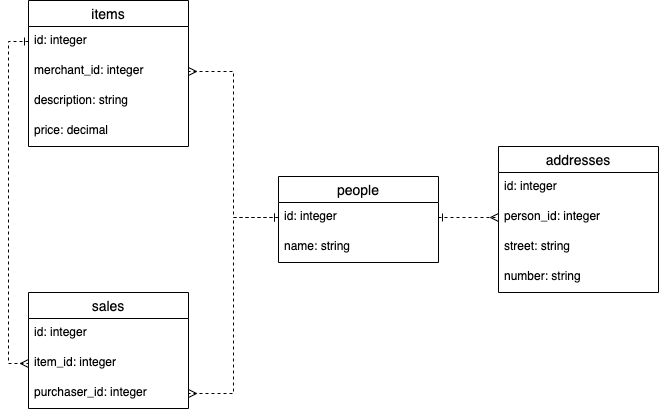 items
id: integer
merchant_id: integer
description: string
price: decimal
people
id: integer
name: string
addresses
id: integer
person_id: integer
street: string
number: string
sales
id: integer
item_id: integer
purchaser_id: integer